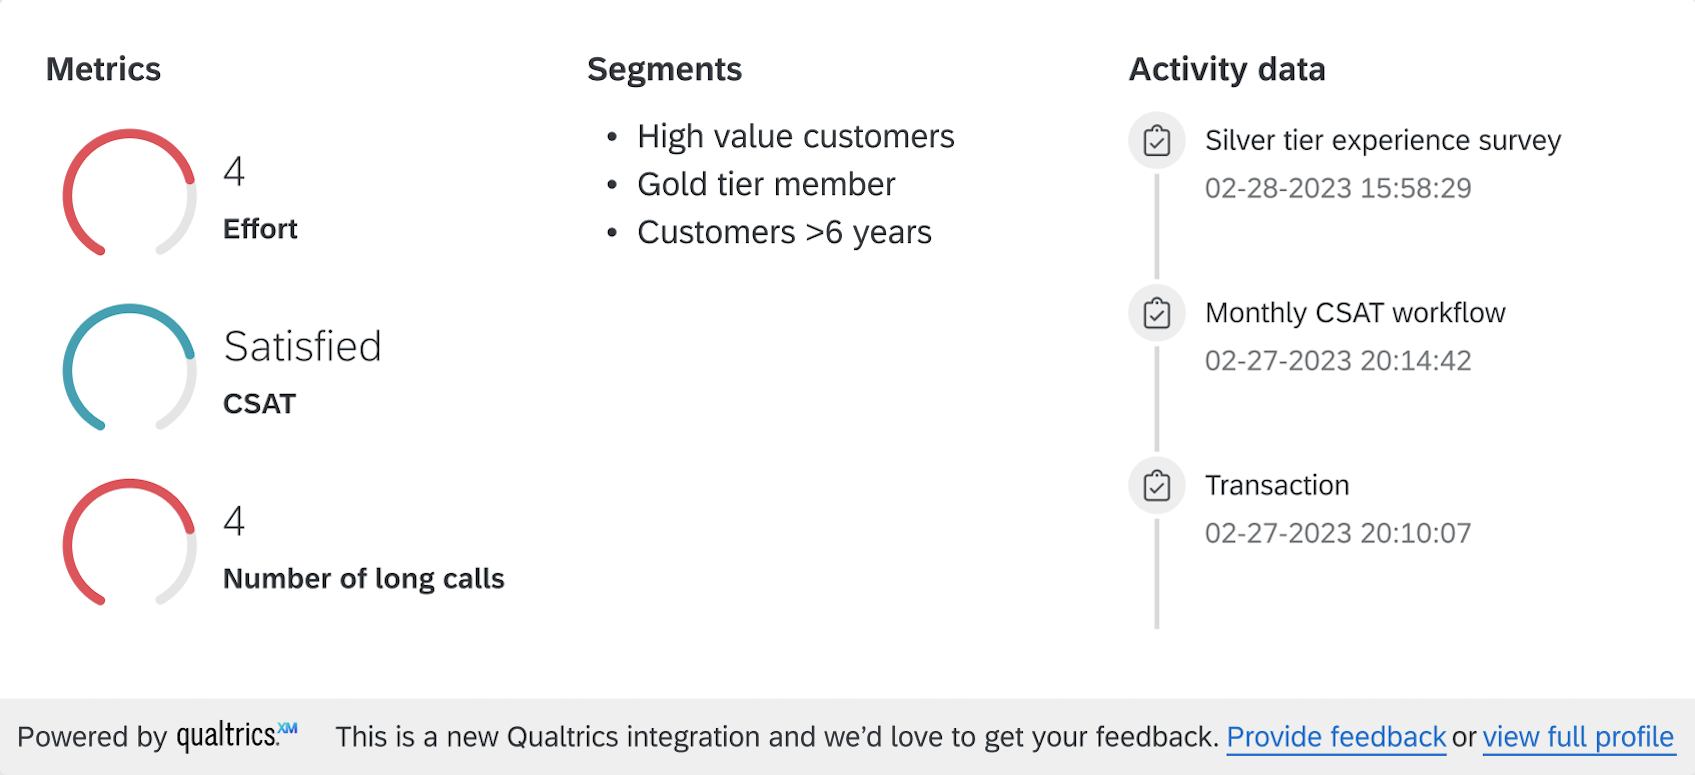 Metrics
4
Effort
Satisfied
CSAT
4
Number of long calls
Segments
• High value customers
• Gold tier member
• Customers >6 years
Activity data
Silver tier experience survey
02-28-2023 15:58:29
Monthly CSAT workflow
02-27-2023 20:14:42
Transaction
02-27-2023 20:10:07
Powered by qualtrics.XM This is a new Qualtrics integration and we’d love to get your feedback. Provide feedback or view full profile